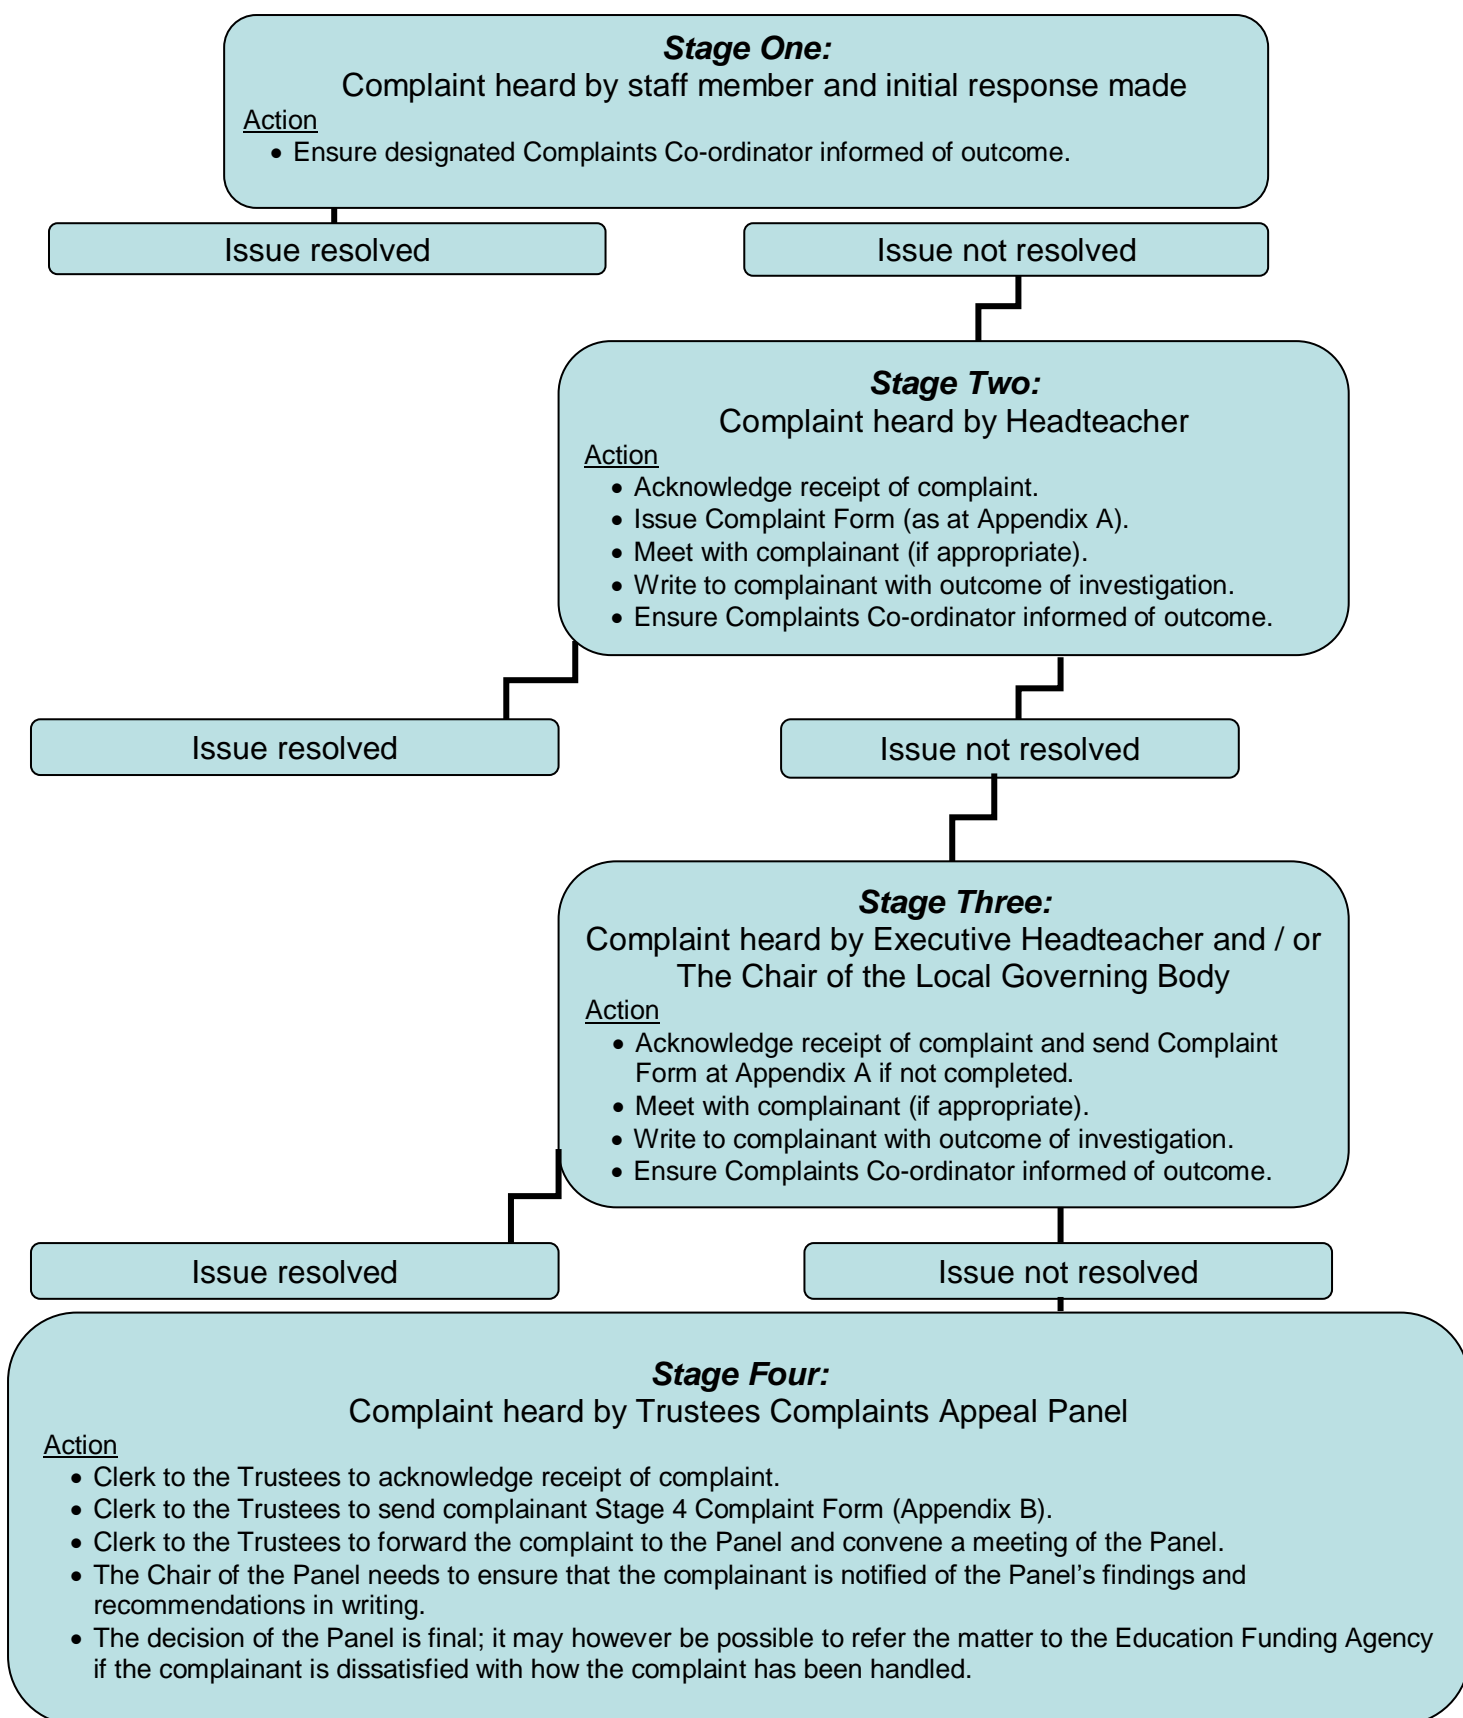 Stage One:
Complaint heard by staff member and initial response made
Action
• Ensure designated Complaints Co-ordinator informed of outcome.
Issue resolved
Issue not resolved
Stage Two:
Complaint heard by Headteacher
Action
• Acknowledge receipt of complaint.
• Issue Complaint Form (as at Appendix A).
• Meet with complainant (if appropriate).
• Write to complainant with outcome of investigation.
• Ensure Complaints Co-ordinator informed of outcome.
Issue resolved
Issue not resolved
Stage Three:
Complaint heard by Executive Headteacher and / or
The Chair of the Local Governing Body
Action
• Acknowledge receipt of complaint and send Complaint
Form at Appendix A if not completed.
• Meet with complainant (if appropriate).
• Write to complainant with outcome of investigation.
• Ensure Complaints Co-ordinator informed of outcome.
Issue resolved
Issue not resolved
Stage Four:
Complaint heard by Trustees Complaints Appeal Panel
Action
• Clerk to the Trustees to acknowledge receipt of complaint.
• Clerk to the Trustees to send complainant Stage 4 Complaint Form (Appendix B).
• Clerk to the Trustees to forward the complaint to the Panel and convene a meeting of the Panel.
• The Chair of the Panel needs to ensure that the complainant is notified of the Panel’s findings and
recommendations in writing.
• The decision of the Panel is final; it may however be possible to refer the matter to the Education Funding Agency
if the complainant is dissatisfied with how the complaint has been handled.